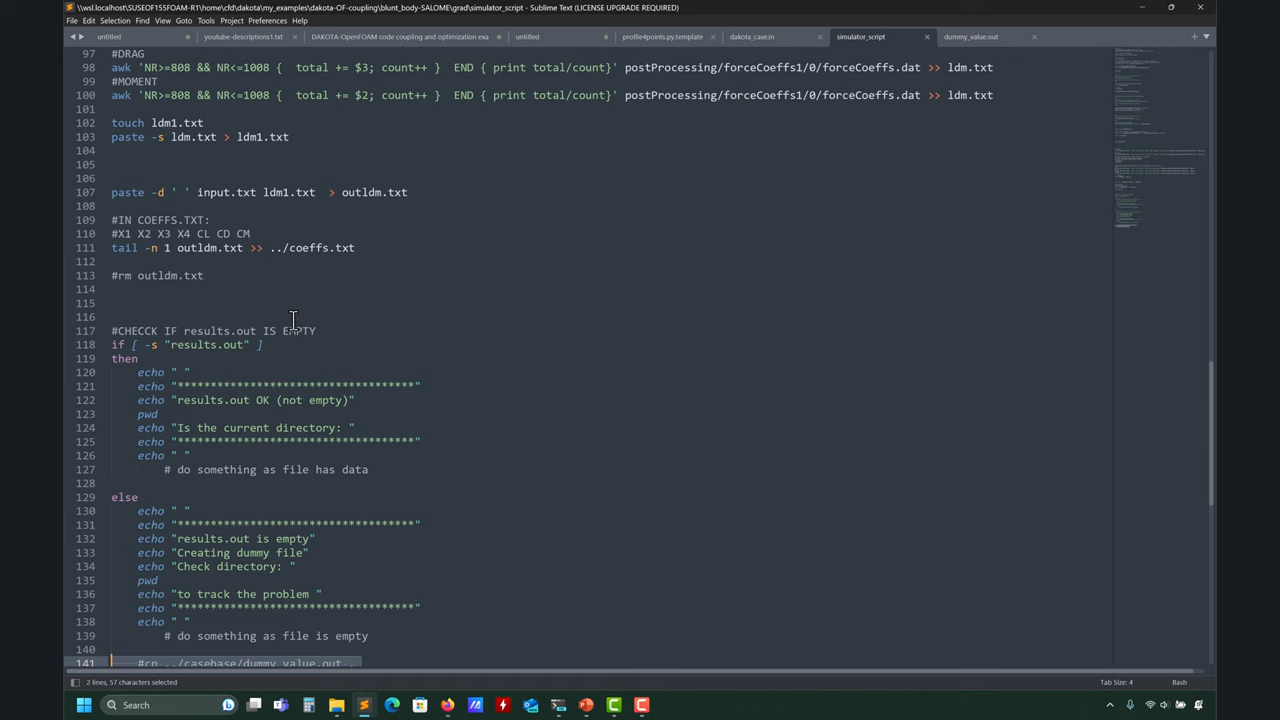 \\wsl.localhost\SUSEOF155FOAM-R1\home\cfd\dakota\my_examples\dakota-OF-coupling\blunt_body-SALOME\grad\simulator_script - Sublime Text (LICENSE UPGRADE REQUIRED)
File Edit Selection Find View Goto Tools Project Preferences Help
untitled youtube-descriptions1.txt DAKOTA-OpenFOAM code coupling and optimization exa untitled profile4points.py.template dakota_case.in simulator_script dummy_value.out
97 #DRAG
98 awk 'NR>=808 && NR<=1008 { total += $3; count++ } END { print total/count}' postProcessing/forceCoeffs1/0/forceCoeffs.dat >> ldm.txt
99 #MOMENT
100 awk 'NR>=808 && NR<=1008 { total += $2; count++ } END { print total/count}' postProcessing/forceCoeffs1/0/forceCoeffs.dat >> ldm.txt
101
102 touch ldm1.txt
103 paste -s ldm.txt > ldm1.txt
104
105
106
107 paste -d ' ' input.txt ldm1.txt > outldm.txt
108
109 #IN COEFFS.TXT:
110 #X1 X2 X3 X4 CL CD CM
111 tail -n 1 outldm.txt >> ../coeffs.txt
112
113 #rm outldm.txt
114
115
116
117 #CHECCK IF results.out IS EMPTY
118 if [ -s "results.out" ]
119 then
120 echo " "
121 echo "************************************"
122 echo "results.out OK (not empty)"
123 pwd
124 echo "Is the current directory: "
125 echo "************************************"
126 echo " "
127 # do something as file has data
128
129 else
130 echo " "
131 echo "************************************"
132 echo "results.out is empty"
133 echo "Creating dummy file"
134 echo "Check directory: "
135 pwd
136 echo "to track the problem "
137 echo "************************************"
138 echo " "
139 # do something as file is empty
140
141 #cp ../casebase/dummy_value.out .
2 lines, 57 characters selected Tab Size: 4 Bash
Search